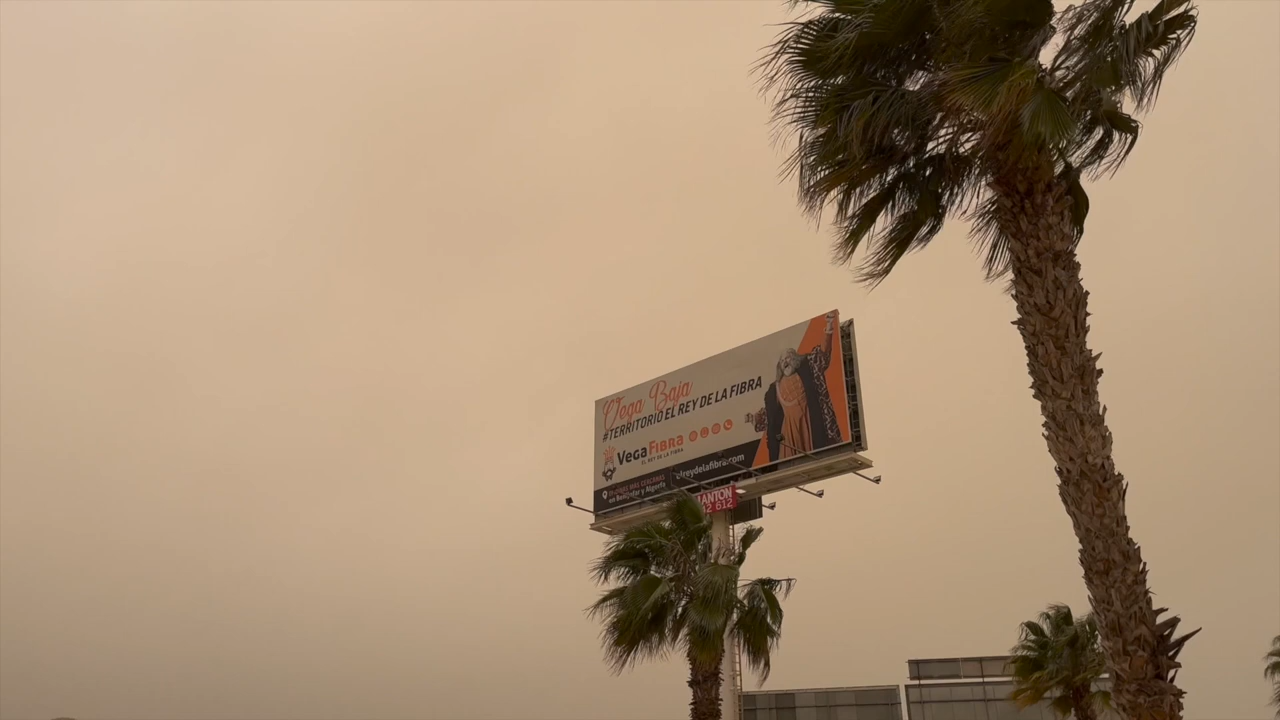 Vega Baja
#TERRITORIO EL REY DE LA FIBRA
VegaFIBRA
EL REY DE LA FIBRA
elreydelafibra.com
en Benijófar y Algorfa
ANTON
2 612